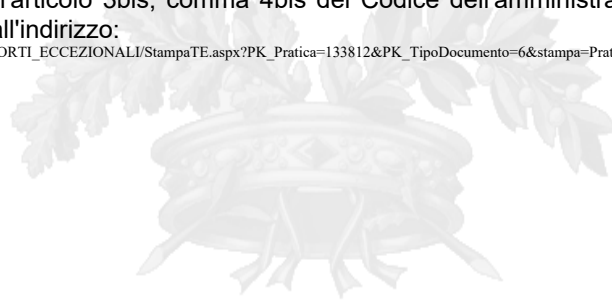 articolo 3bis, comma 4bis del Codice dell'amministra
all'indirizzo:
ORTI_ECCEZIONALI/StampaTE.aspx?PK_Pratica=133812&PK_TipoDocumento=6&stampa=Prat